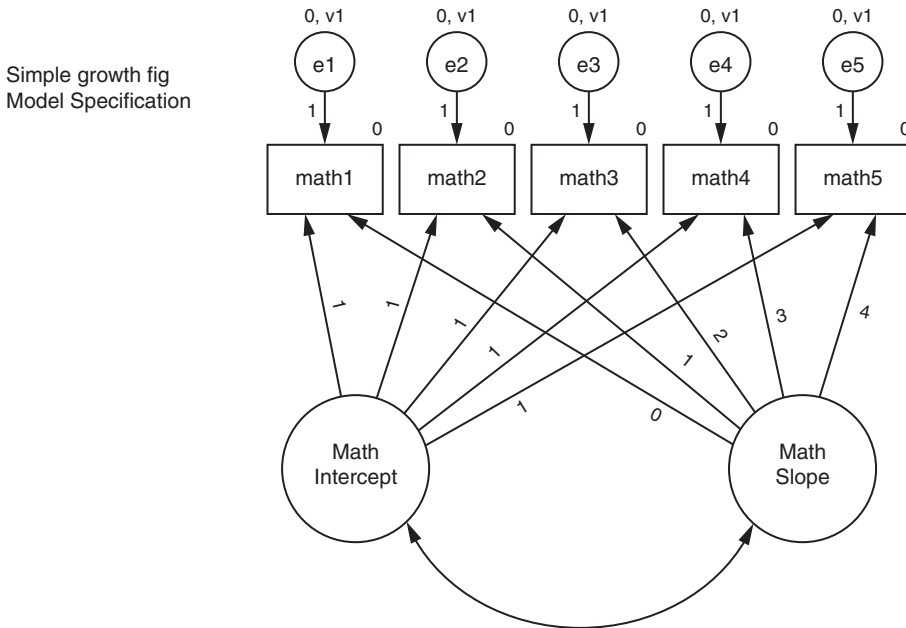 0, v1 0, v1 0, v1 0, v1 0, v1
Simple growth fig
Model Specification
e1 e2 e3 e4 e5
1 1 1 1 1
0 0 0 0 0
math1 math2 math3 math4 math5
1 1 1 1 1 0 1 2 3 4
Math
Intercept
Math
Slope